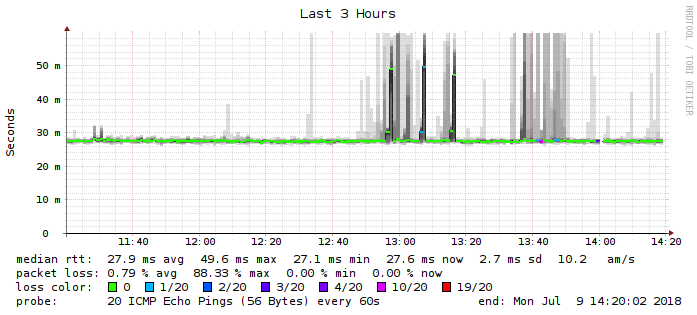 Last 3 Hours
RRDTOOL / TOBI OETIKER
Seconds
50 m
40 m
30 m
20 m
10 m
0
11:40 12:00 12:20 12:40 13:00 13:20 13:40 14:00 14:20
median rtt: 27.9 ms avg 49.6 ms max 27.1 ms min 27.6 ms now 2.7 ms sd 10.2 am/s
packet loss: 0.79 % avg 88.33 % max 0.00 % min 0.00 % now
loss color: 0 1/20 2/20 3/20 4/20 10/20 19/20
probe: 20 ICMP Echo Pings (56 Bytes) every 60s end: Mon Jul 9 14:20:02 2018